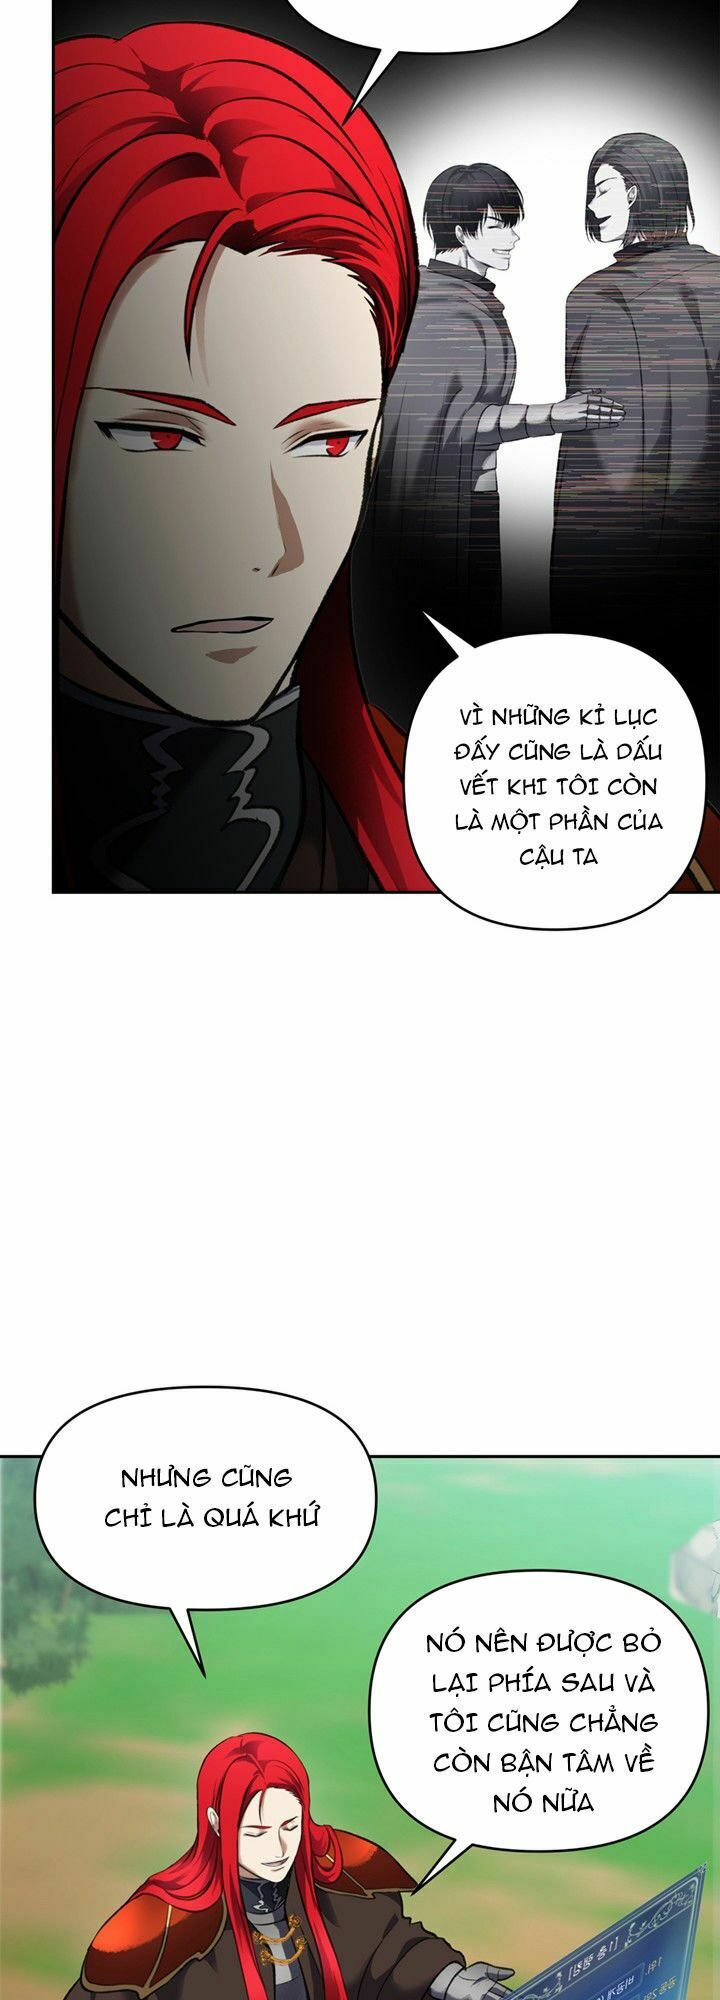 VÌ NHỮNG KỈ LỤC
ĐẤY CŨNG LÀ DẤU
VẾT KHI TÔI CÒN
LÀ MỘT PHẦN CỦA
CẬU TA
NHƯNG CŨNG
CHỈ LÀ QUÁ KHỨ
NÓ NÊN ĐƯỢC BỎ
LẠI PHÍA SAU VÀ
TÔI CŨNG CHẲNG
CÒN BẬN TÂM VỀ
NÓ NỮA